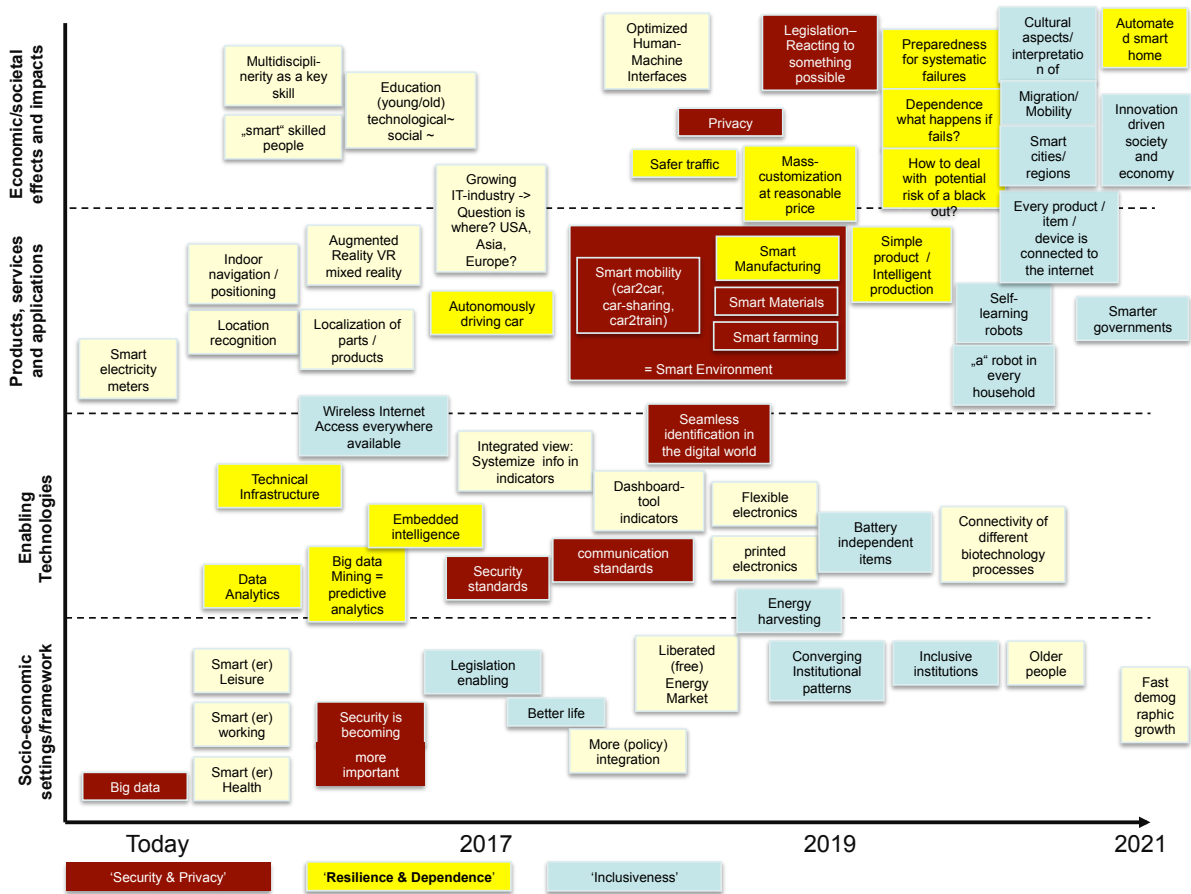 Economic/societal
effects and impacts
Multidiscipli-
nerity as a key
skill
„smart“ skilled
people
Education
(young/old)
technological~
social ~
Growing
IT-industry ->
Question is
where? USA,
Asia,
Europe?
Optimized
Human-
Machine
Interfaces
Legislation–
Reacting to
something
possible
Privacy
Safer traffic
Mass-
customization
at reasonable
price
Preparedness
for systematic
failures
Dependence
what happens if
fails?
How to deal
with potential
risk of a black
out?
Cultural
aspects/
interpretatio
n of
Migration/
Mobility
Smart
cities/
regions
Automate
d smart
home
Innovation
driven
society and
economy
Products, services
and applications
Smart
electricity
meters
Indoor
navigation /
positioning
Location
recognition
Augmented
Reality VR
mixed reality
Localization of
parts /
products
Autonomously
driving car
Smart mobility
(car2car,
car-sharing,
car2train)
Smart
Manufacturing
Smart Materials
Smart farming
= Smart Environment
Simple
product /
Intelligent
production
Every product /
item /
device is
connected to
the internet
Self-
learning
robots
„a“ robot in
every
household
Smarter
governments
Enabling
Technologies
Wireless Internet
Access everywhere
available
Technical
Infrastructure
Data
Analytics
Big data
Mining =
predictive
analytics
Embedded
intelligence
Integrated view:
Systemize info in
indicators
Security
standards
communication
standards
Dashboard-
tool
indicators
Seamless
identification in
the digital world
Flexible
electronics
printed
electronics
Battery
independent
items
Connectivity of
different
biotechnology
processes
Energy
harvesting
Socio-economic
settings/framework
Big data
Smart (er)
Leisure
Smart (er)
working
Smart (er)
Health
Security is
becoming
more
important
Legislation
enabling
Better life
More (policy)
integration
Liberated
(free)
Energy
Market
Converging
Institutional
patterns
Inclusive
institutions
Older
people
Fast
demog
raphic
growth
Today
2017
2019
2021
'Security & Privacy'
'Resilience & Dependence'
'Inclusiveness'